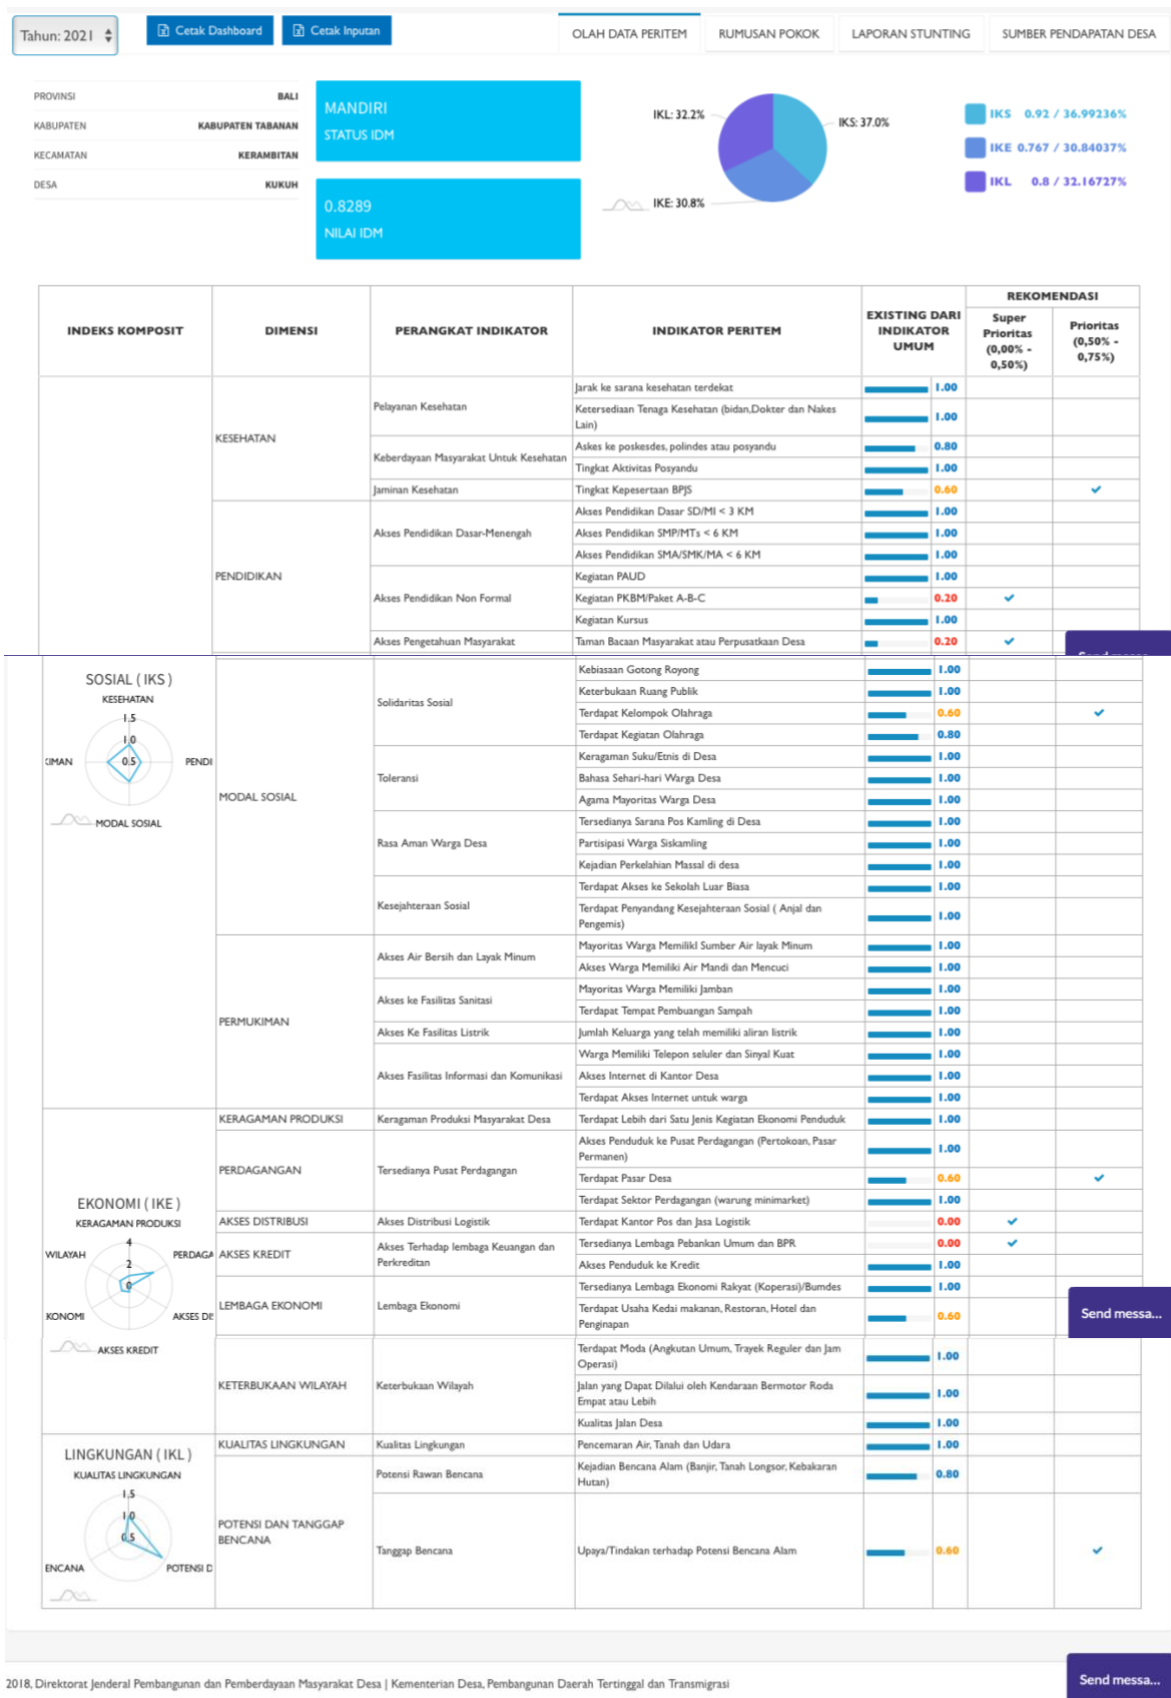 Tahun: 2021
Cetak Dashboard
Cetak Inputan
OLAH DATA PERITEM
RUMUSAN POKOK
LAPORAN STUNTING
SUMBER PENDAPATAN DESA
PROVINSI BALI
KABUPATEN KABUPATEN TABANAN
KECAMATAN KERAMBITAN
DESA KUKUH
MANDIRI
STATUS IDM
0.8289
NILAI IDM
IKL: 32.2%
IKS: 37.0%
IKE: 30.8%
IKS 0.92 / 36.99236%
IKE 0.767 / 30.84037%
IKL 0.8 / 32.16727%
INDEKS KOMPOSIT
DIMENSI
PERANGKAT INDIKATOR
INDIKATOR PERITEM
EXISTING DARI
INDIKATOR
UMUM
REKOMENDASI
Super
Prioritas
(0,00% -
0,50%)
Prioritas
(0,50% -
0,75%)
KESEHATAN
Pelayanan Kesehatan
Jarak ke sarana kesehatan terdekat 1.00
Ketersediaan Tenaga Kesehatan (bidan,Dokter dan Nakes
Lain) 1.00
Keberdayaan Masyarakat Untuk Kesehatan
Askes ke poskesdes, polindes atau posyandu 0.80
Tingkat Aktivitas Posyandu 1.00
Jaminan Kesehatan
Tingkat Kepesertaan BPJS 0.60
PENDIDIKAN
Akses Pendidikan Dasar-Menengah
Akses Pendidikan Dasar SD/MI < 3 KM 1.00
Akses Pendidikan SMP/MTs < 6 KM 1.00
Akses Pendidikan SMA/SMK/MA < 6 KM 1.00
Akses Pendidikan Non Formal
Kegiatan PAUD 1.00
Kegiatan PKBM/Paket A-B-C 0.20
Kegiatan Kursus 1.00
Akses Pengetahuan Masyarakat
Taman Bacaan Masyarakat atau Perpusatkaan Desa 0.20
SOSIAL ( IKS )
KESEHATAN
1.5
1.0
0.5
KIMAN
PENDI
MODAL SOSIAL
MODAL SOSIAL
Solidaritas Sosial
Kebiasaan Gotong Royong 1.00
Keterbukaan Ruang Publik 1.00
Terdapat Kelompok Olahraga 0.60
Terdapat Kegiatan Olahraga 0.80
Toleransi
Keragaman Suku/Etnis di Desa 1.00
Bahasa Sehari-hari Warga Desa 1.00
Agama Mayoritas Warga Desa 1.00
Rasa Aman Warga Desa
Tersedianya Sarana Pos Kamling di Desa 1.00
Partisipasi Warga Siskamling 1.00
Kejadian Perkelahian Massal di desa 1.00
Kesejahteraan Sosial
Terdapat Akses ke Sekolah Luar Biasa 1.00
Terdapat Penyandang Kesejahteraan Sosial ( Anjal dan
Pengemis) 1.00
PERMUKIMAN
Akses Air Bersih dan Layak Minum
Mayoritas Warga Memilikl Sumber Air layak Minum 1.00
Akses Warga Memiliki Air Mandi dan Mencuci 1.00
Akses ke Fasilitas Sanitasi
Mayoritas Warga Memiliki Jamban 1.00
Terdapat Tempat Pembuangan Sampah 1.00
Akses Ke Fasilitas Listrik
Jumlah Keluarga yang telah memiliki aliran listrik 1.00
Akses Fasilitas Informasi dan Komunikasi
Warga Memiliki Telepon seluler dan Sinyal Kuat 1.00
Akses Internet di Kantor Desa 1.00
Terdapat Akses Internet untuk warga 1.00
EKONOMI ( IKE )
KERAGAMAN PRODUKSI
4
2
0
WILAYAH
PERDAGA
KONOMI
AKSES DIS
AKSES KREDIT
KERAGAMAN PRODUKSI
Keragaman Produksi Masyarakat Desa
Terdapat Lebih dari Satu Jenis Kegiatan Ekonomi Penduduk 1.00
PERDAGANGAN
Tersedianya Pusat Perdagangan
Akses Penduduk ke Pusat Perdagangan (Pertokoan, Pasar
Permanen) 1.00
Terdapat Pasar Desa 0.60
Terdapat Sektor Perdagangan (warung minimarket) 1.00
AKSES DISTRIBUSI
Akses Distribusi Logistik
Terdapat Kantor Pos dan Jasa Logistik 0.00
AKSES KREDIT
Akses Terhadap lembaga Keuangan dan
Perkreditan
Tersedianya Lembaga Pebankan Umum dan BPR 0.00
Akses Penduduk ke Kredit 1.00
LEMBAGA EKONOMI
Lembaga Ekonomi
Tersedianya Lembaga Ekonomi Rakyat (Koperasi)/Bumdes 1.00
Terdapat Usaha Kedai makanan, Restoran, Hotel dan
Penginapan 0.60
Send messa...
KETERBUKAAN WILAYAH
Keterbukaan Wilayah
Terdapat Moda (Angkutan Umum, Trayek Reguler dan Jam
Operasi) 1.00
Jalan yang Dapat Dilalui oleh Kendaraan Bermotor Roda
Empat atau Lebih 1.00
Kualitas Jalan Desa 1.00
LINGKUNGAN ( IKL )
KUALITAS LINGKUNGAN
1.5
1.0
0.5
ENCANA
POTENSI D
KUALITAS LINGKUNGAN
Kualitas Lingkungan
Pencemaran Air, Tanah dan Udara 1.00
POTENSI DAN TANGGAP
BENCANA
Potensi Rawan Bencana
Kejadian Bencana Alam (Banjir, Tanah Longsor, Kebakaran
Hutan) 0.80
Tanggap Bencana
Upaya/Tindakan terhadap Potensi Bencana Alam 0.60
2018, Direktorat Jenderal Pembangunan dan Pemberdayaan Masyarakat Desa | Kementerian Desa, Pembangunan Daerah Tertinggal dan Transmigrasi
Send messa...